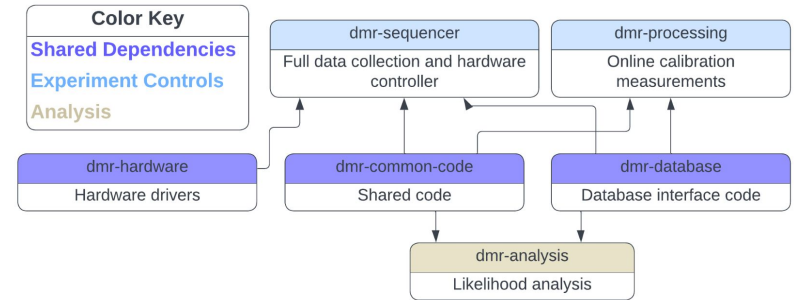 Color Key
Shared Dependencies
Experiment Controls
Analysis
dmr-sequencer
Full data collection and hardware
controller
dmr-processing
Online calibration
measurements
dmr-hardware
Hardware drivers
dmr-common-code
Shared code
dmr-database
Database interface code
dmr-analysis
Likelihood analysis